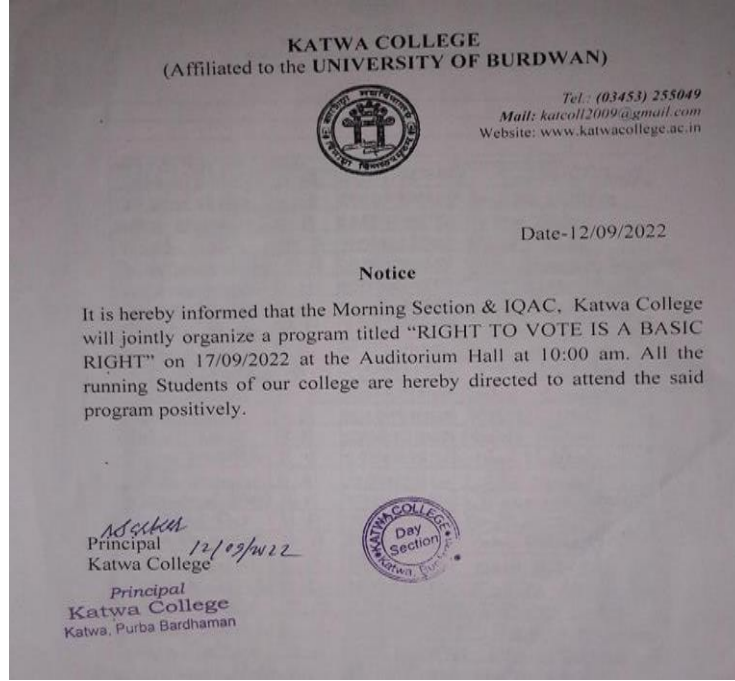 KATWA COLLEGE
(Affiliated to the UNIVERSITY OF BURDWAN)
Tel.: (03453) 255049
Mail: katcoll2009@gmail.com
Website: www.katwacollege.ac.in
Date-12/09/2022
Notice
It is hereby informed that the Morning Section & IQAC, Katwa College
will jointly organize a program titled “RIGHT TO VOTE IS A BASIC
RIGHT” on 17/09/2022 at the Auditorium Hall at 10:00 am. All the
running Students of our college are hereby directed to attend the said
program positively.
Principal 12/09/2022
Katwa College
Principal
Katwa College
Katwa, Purba Bardhaman
KATWA COLLEGE
Day
Section
Katwa,